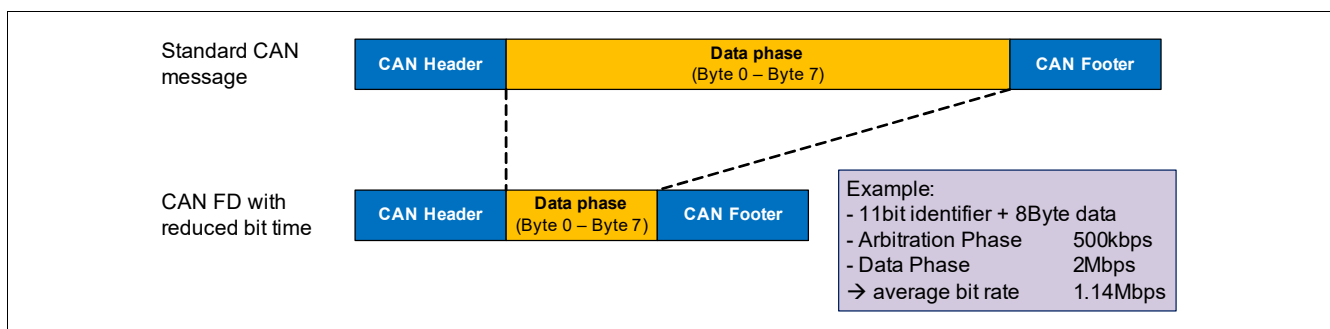 Standard CAN
message
CAN Header
Data phase
(Byte 0 – Byte 7)
CAN Footer
CAN FD with
reduced bit time
CAN Header
Data phase
(Byte 0 – Byte 7)
CAN Footer
Example:
- 11bit identifier + 8Byte data
- Arbitration Phase 500kbps
- Data Phase 2Mbps
→ average bit rate 1.14Mbps